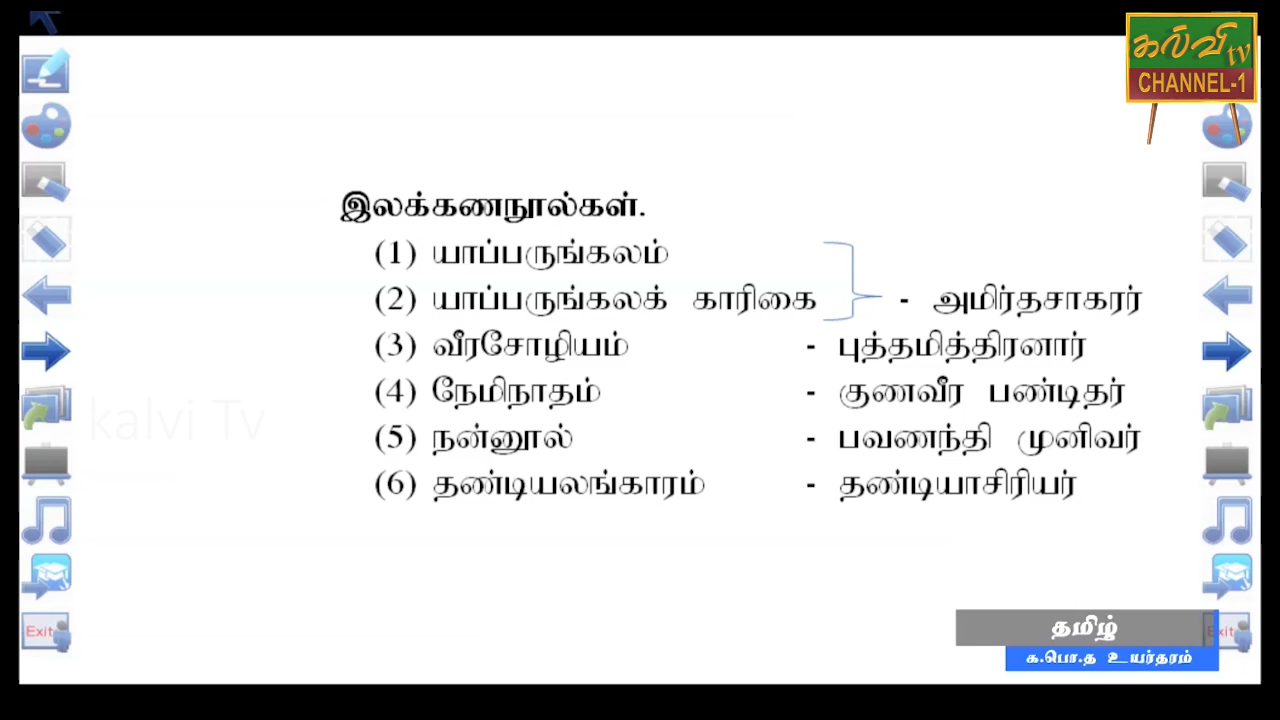 கல்வி tv
CHANNEL-1
இலக்கணநூல்கள்.
(1) யாப்பருங்கலம்
(2) யாப்பருங்கலக் காரிகை - அமிர்தசாகரர்
(3) வீரசோழியம் - புத்தமித்திரனார்
(4) நேமிநாதம் - குணவீர பண்டிதர்
(5) நன்னூல் - பவணந்தி முனிவர்
(6) தண்டியலங்காரம் - தண்டியாசிரியர்
kalvi Tv
தமிழ்
க.பொ.த உயர்தரம்
Exit
Exit